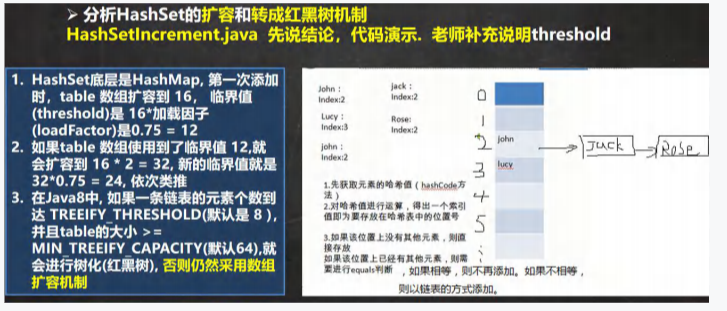 ➢ 分析HashSet的扩容和转成红黑树机制
HashSetIncrement.java 先说结论，代码演示. 老师补充说明threshold
1. HashSet底层是HashMap, 第一次添加
时，table 数组扩容到 16， 临界值
(threshold)是 16*加载因子
(loadFactor)是0.75 = 12
2. 如果table 数组使用到了临界值 12,就
会扩容到 16 * 2 = 32, 新的临界值就是
32*0.75 = 24, 依次类推
3. 在Java8中, 如果一条链表的元素个数到
达 TREEIFY_THRESHOLD(默认是 8 )，
并且table的大小 >=
MIN_TREEIFY_CAPACITY(默认64),就
会进行树化(红黑树), 否则仍然采用数组
扩容机制
John：
Index:2
jack：
Index:2
Lucy：
Index:3
Rose:
Index:2
john：
Index:2
1.先获取元素的哈希值（hashCode方
法）
2.对哈希值进行运算，得出一个索引
值即为要存放在哈希表中的位置号
3.如果该位置上没有其他元素，则直
接存放
如果该位置上已经有其他元素，则需
要进行equals判断 ，如果相等，则不再添加。如果不相等，
则以链表的方式添加。
0
1
2 john Jack Rose
3 lucy
4
5